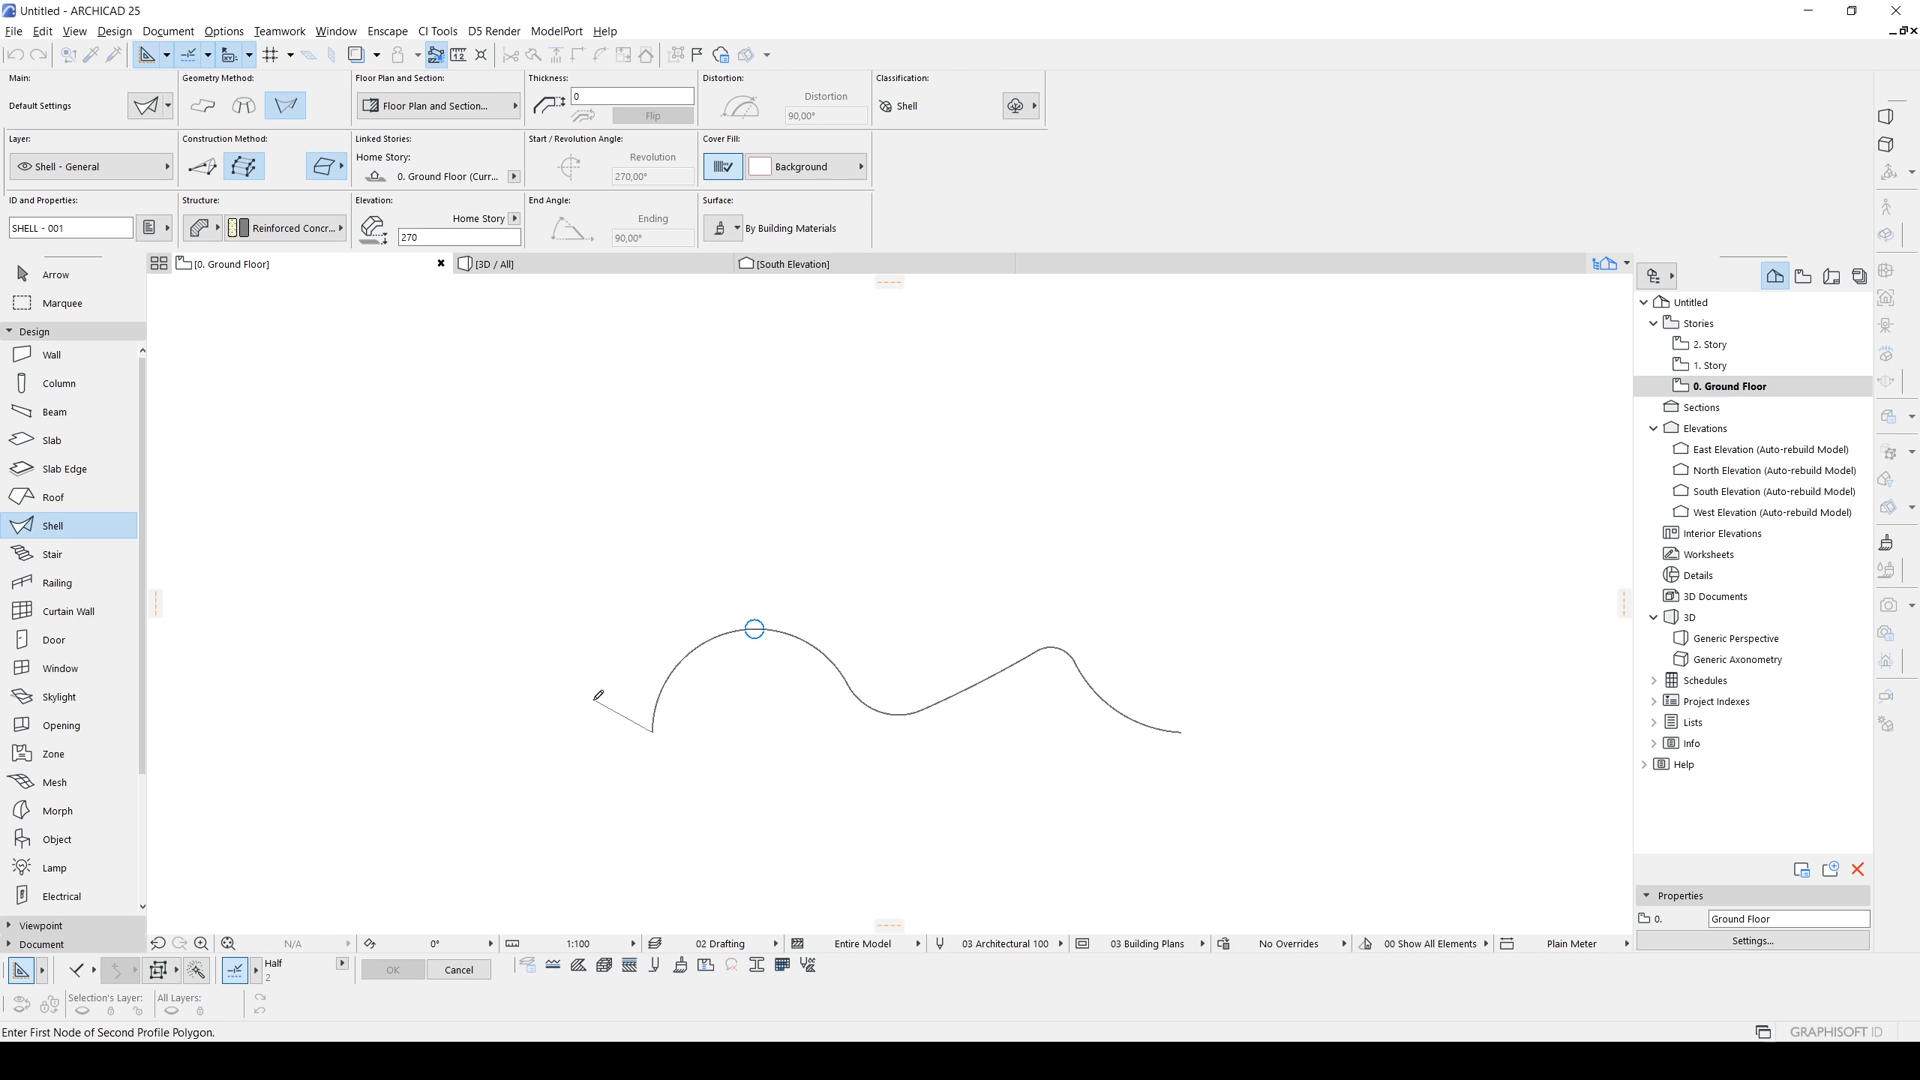 Untitled - ARCHICAD 25
File Edit View Design Document Options Teamwork Window Enscape CI Tools D5 Render ModelPort Help
Main: Geometry Method: Floor Plan and Section: Thickness: Distortion: Classification:
Default Settings Floor Plan and Section... 0 Distortion Shell
Flip 90,00°
Layer: Construction Method: Linked Stories: Start / Revolution Angle: Cover Fill:
Home Story: Revolution
Shell - General 0. Ground Floor (Curr... 270,00° Background
ID and Properties: Structure: Elevation: End Angle: Surface:
Home Story Ending
SHELL - 001 Reinforced Concr... 270 90,00° By Building Materials
[0. Ground Floor] [3D / All] [South Elevation]
Arrow
Marquee
Design
Wall
Column
Beam
Slab
Slab Edge
Roof
Shell
Stair
Railing
Curtain Wall
Door
Window
Skylight
Opening
Zone
Mesh
Morph
Object
Lamp
Electrical
Viewpoint
Document
Untitled
Stories
2. Story
1. Story
0. Ground Floor
Sections
Elevations
East Elevation (Auto-rebuild Model)
North Elevation (Auto-rebuild Model)
South Elevation (Auto-rebuild Model)
West Elevation (Auto-rebuild Model)
Interior Elevations
Worksheets
Details
3D Documents
3D
Generic Perspective
Generic Axonometry
Schedules
Project Indexes
Lists
Info
Help
Properties
0. Ground Floor
Settings...
N/A 0° 1:100 02 Drafting Entire Model 03 Architectural 100 03 Building Plans No Overrides 00 Show All Elements Plain Meter
Half
2
OK Cancel
Selection's Layer: All Layers:
Enter First Node of Second Profile Polygon.
GRAPHISOFT ID